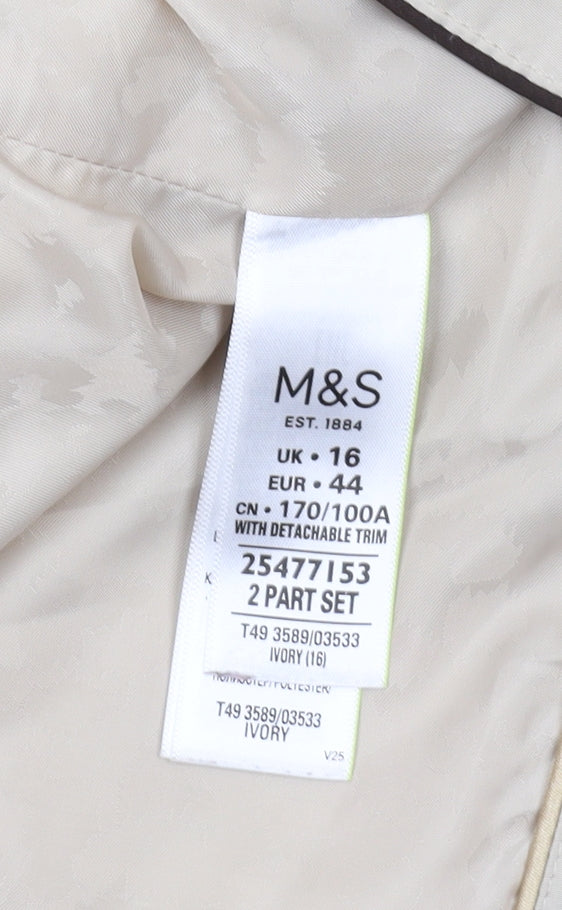 M&S
EST. 1884
UK • 16
EUR • 44
CN • 170/100A
WITH DETACHABLE TRIM
25477153
2 PART SET
T49 3589/03533
IVORY (16)
K
T49 3589/03533
IVORY
V25